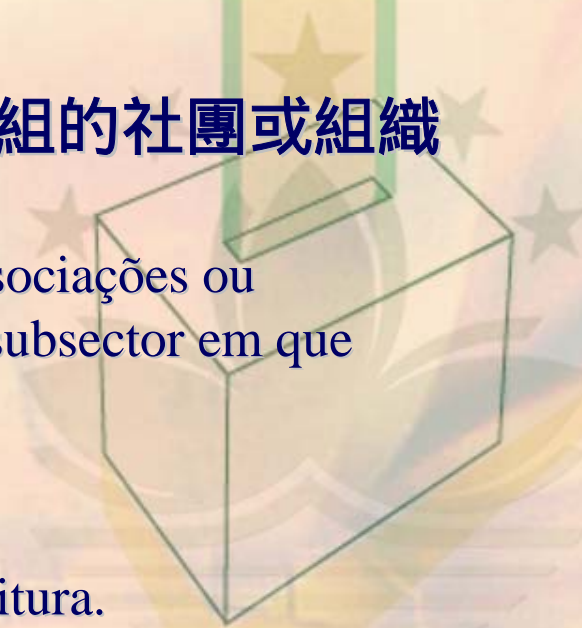 組的社團或組織
sociações ou
subsector em que
itura.